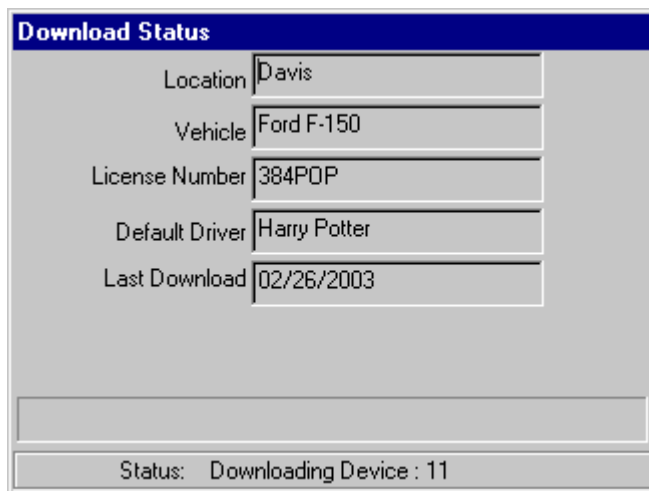 Download Status
Location Davis
Vehicle Ford F-150
License Number 384POP
Default Driver Harry Potter
Last Download 02/26/2003
Status: Downloading Device : 11